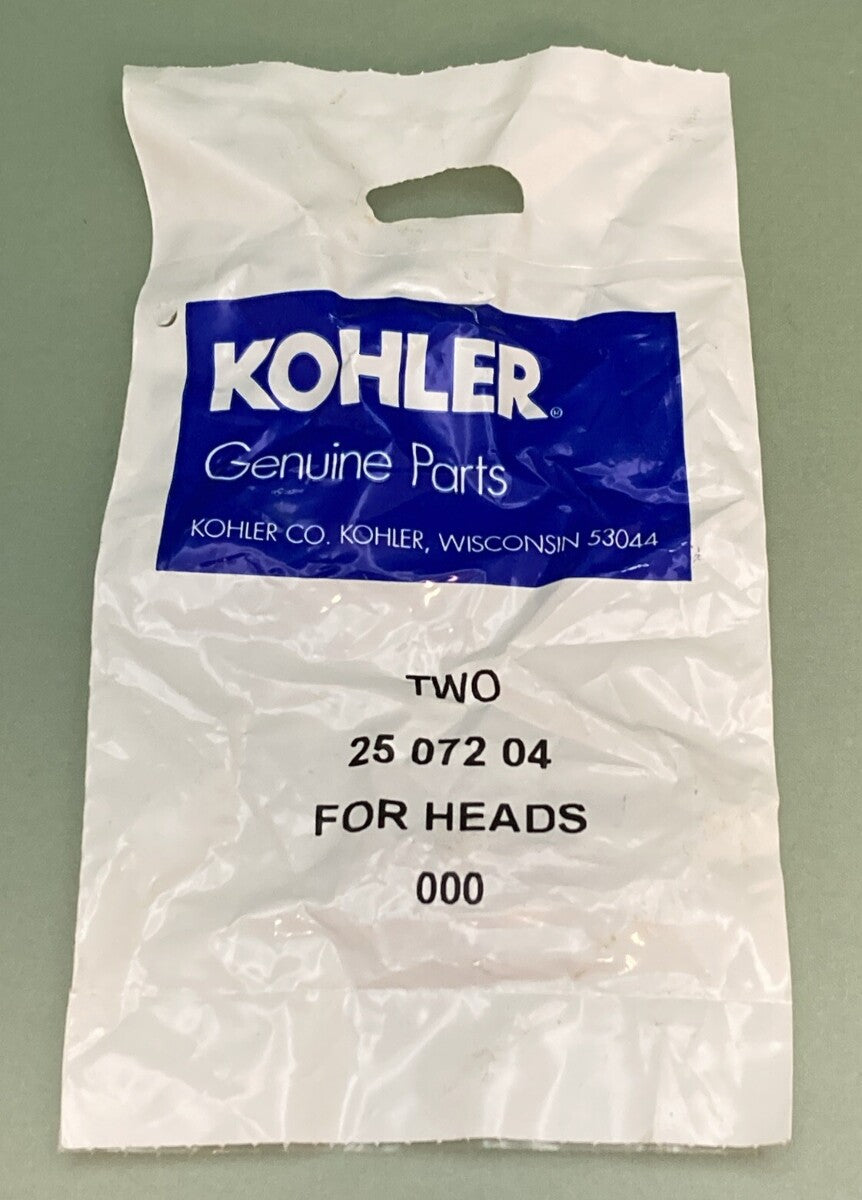 KOHLER®
Genuine Parts
KOHLER CO. KOHLER, WISCONSIN 53044
TWO
25 072 04
FOR HEADS
000